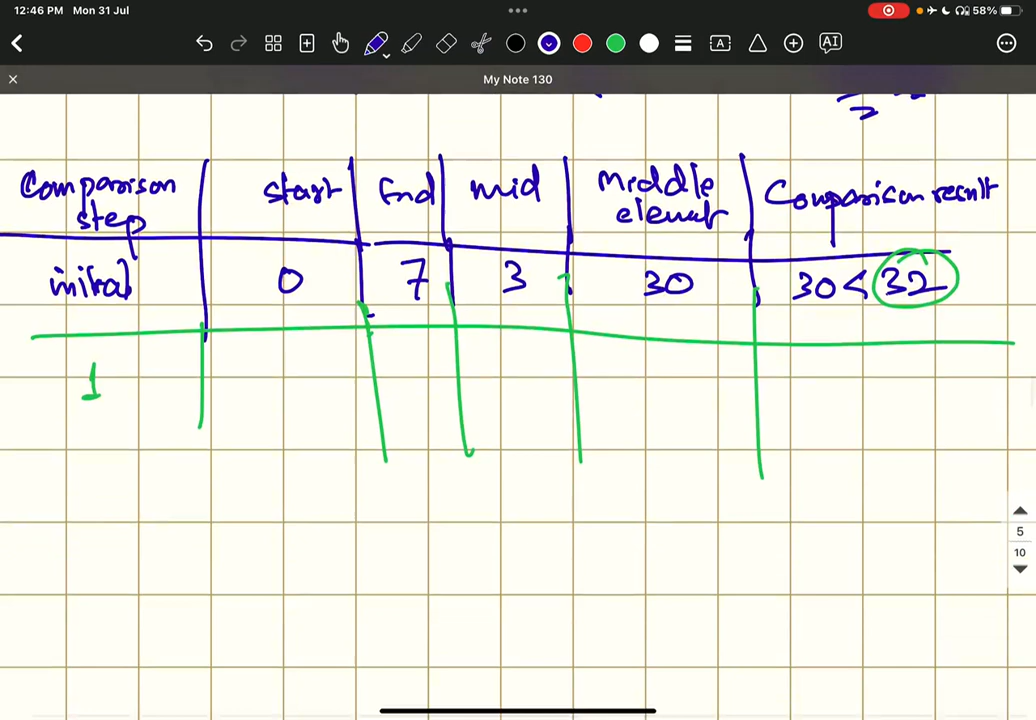 12:46 PM Mon 31 Jul
58%
A
AI
My Note 130
Comparison step
start
End
mid
Middle element
Comparison result
initial
0
7
3
30
30<32
1
5
10